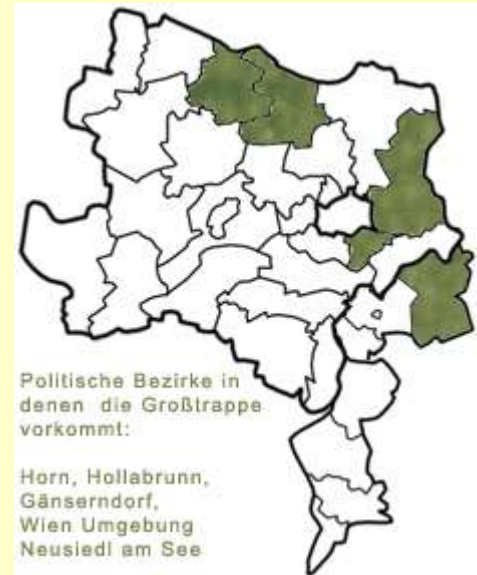 Politische Bezirke in
denen die Großtrappe
vorkommt:
Horn, Hollabrunn,
Gänserndorf,
Wien Umgebung
Neusiedl am See